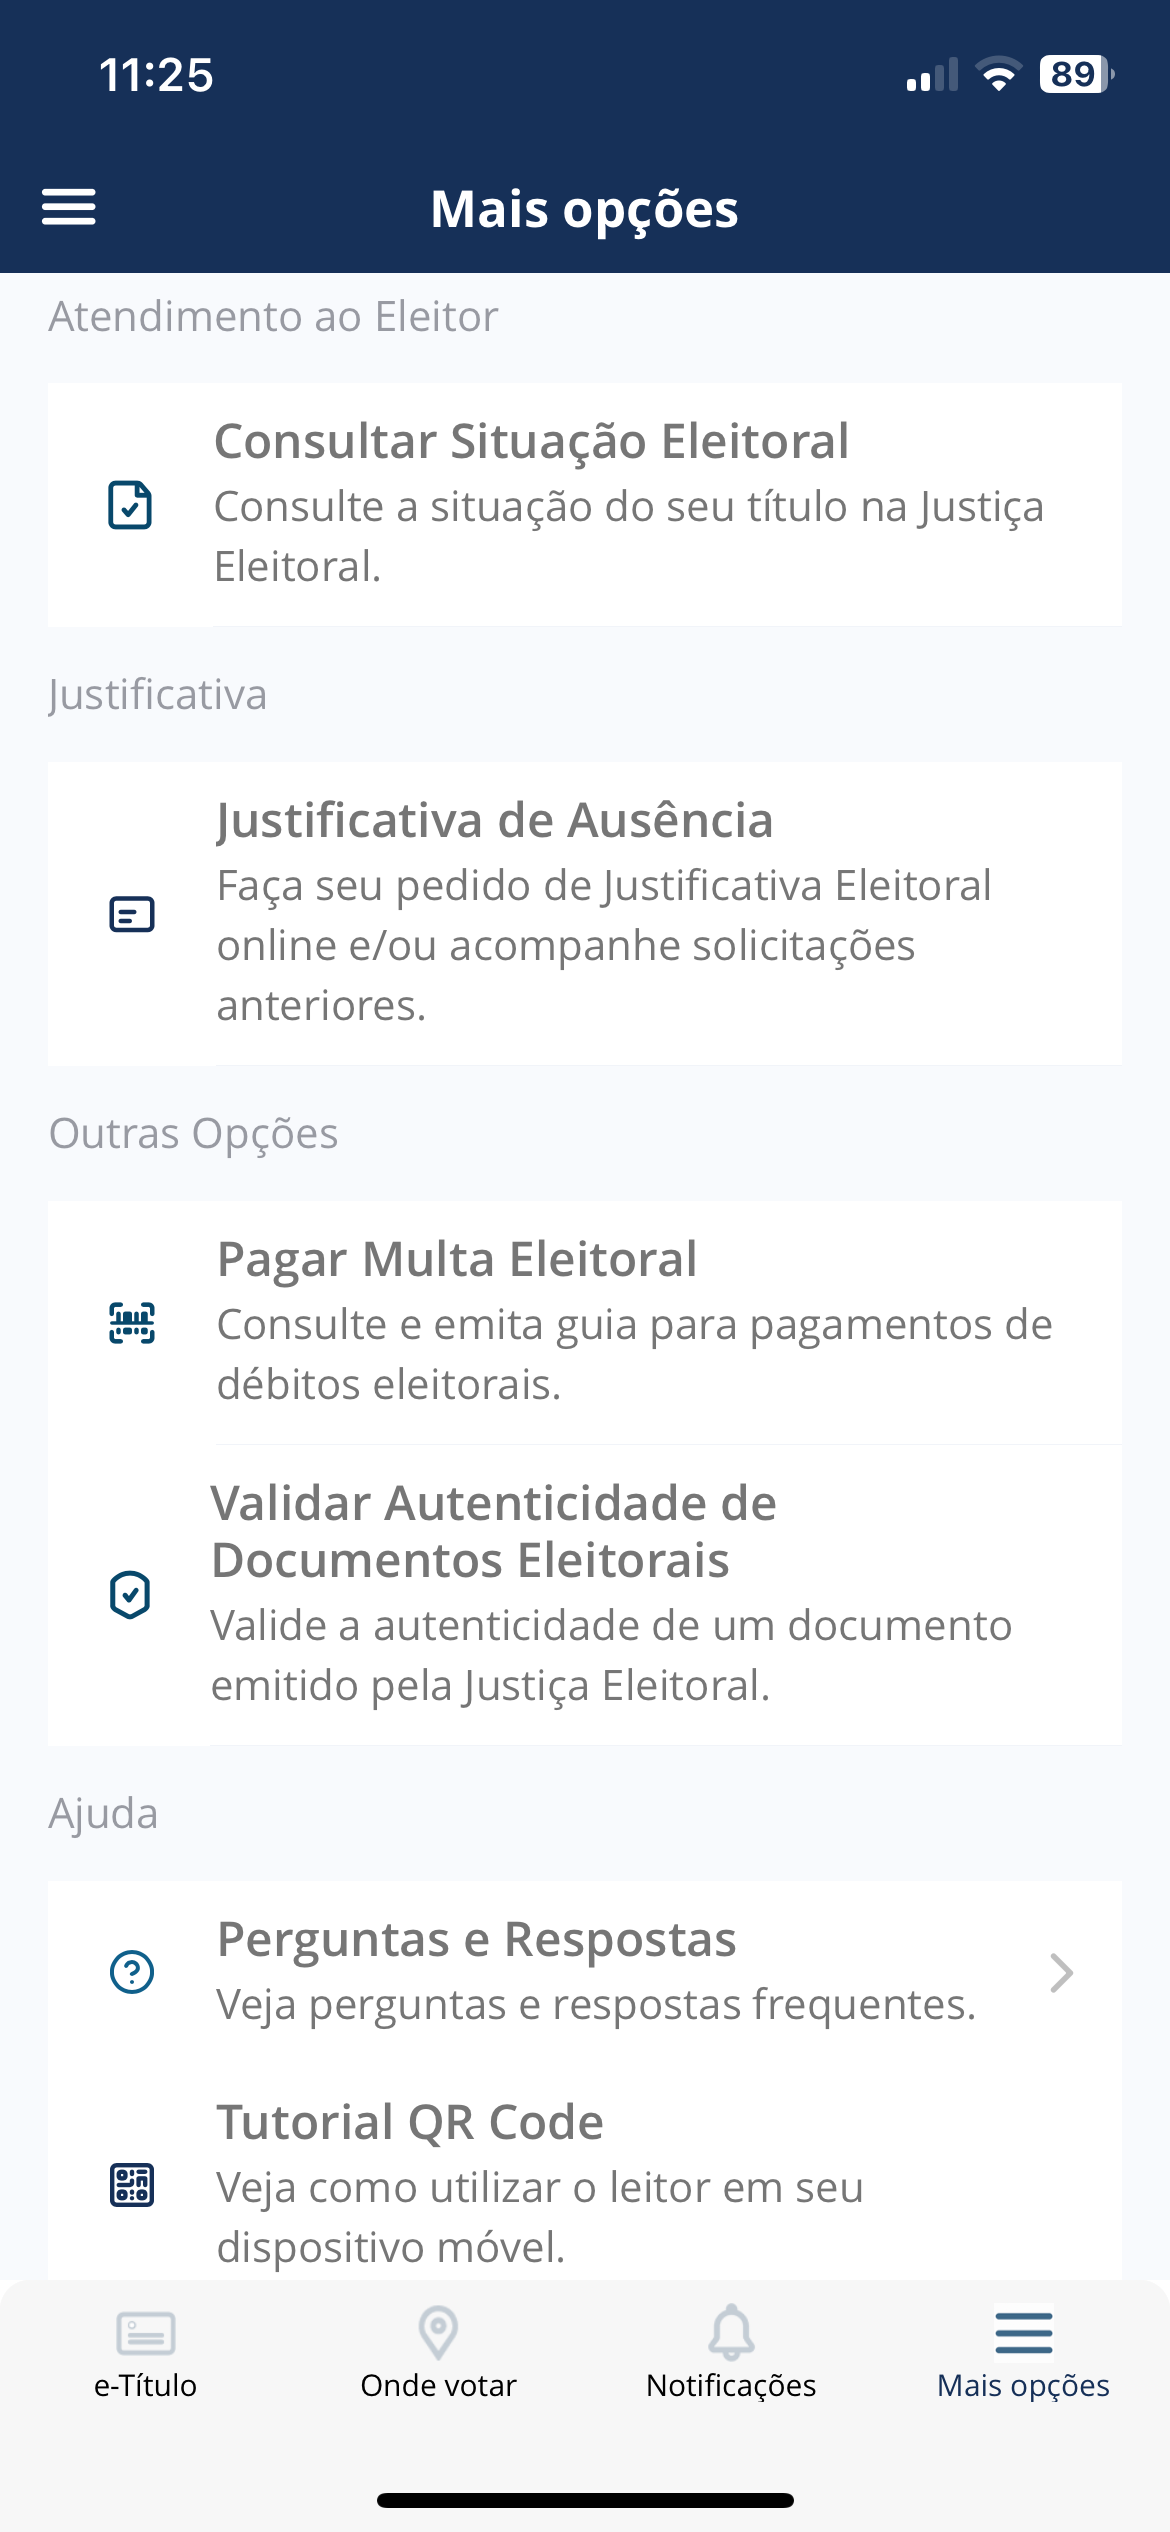 11:25
89
Mais opções
Atendimento ao Eleitor
Consultar Situação Eleitoral
Consulte a situação do seu título na Justiça
Eleitoral.
Justificativa
Justificativa de Ausência
Faça seu pedido de Justificativa Eleitoral
online e/ou acompanhe solicitações
anteriores.
Outras Opções
Pagar Multa Eleitoral
Consulte e emita guia para pagamentos de
débitos eleitorais.
Validar Autenticidade de
Documentos Eleitorais
Valide a autenticidade de um documento
emitido pela Justiça Eleitoral.
Ajuda
Perguntas e Respostas
Veja perguntas e respostas frequentes.
Tutorial QR Code
Veja como utilizar o leitor em seu
dispositivo móvel.
e-Título
Onde votar
Notificações
Mais opções